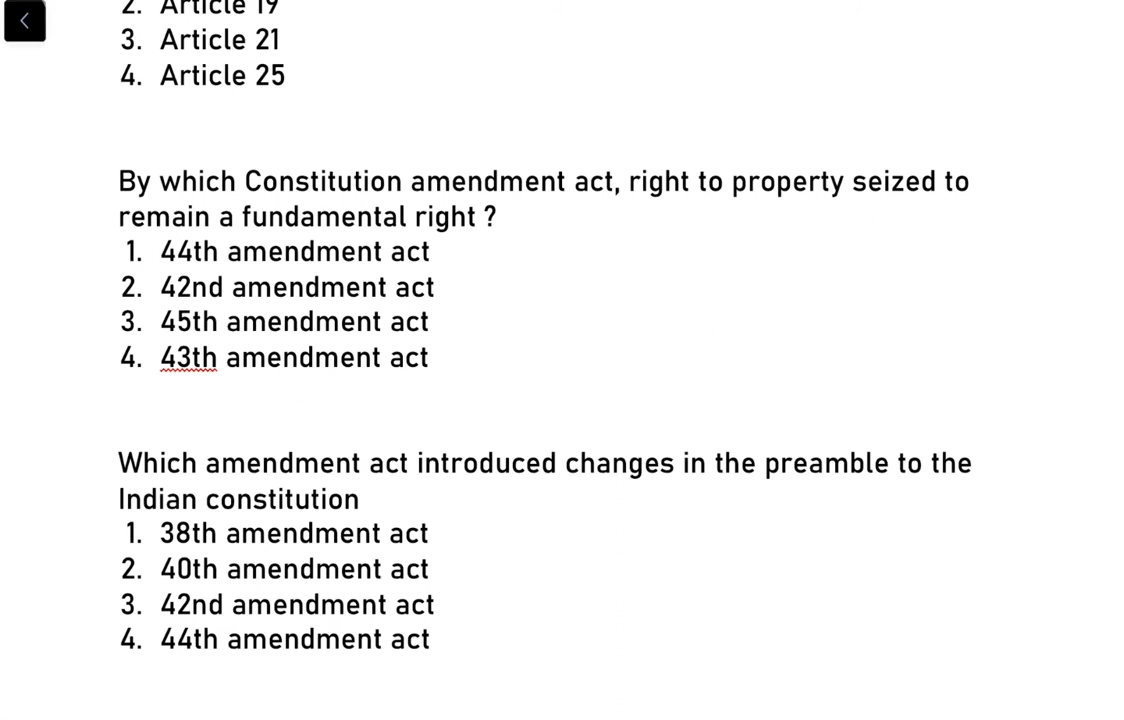 2. Article 19
3. Article 21
4. Article 25
By which Constitution amendment act, right to property seized to
remain a fundamental right ?
1. 44th amendment act
2. 42nd amendment act
3. 45th amendment act
4. 43th amendment act
Which amendment act introduced changes in the preamble to the
Indian constitution
1. 38th amendment act
2. 40th amendment act
3. 42nd amendment act
4. 44th amendment act